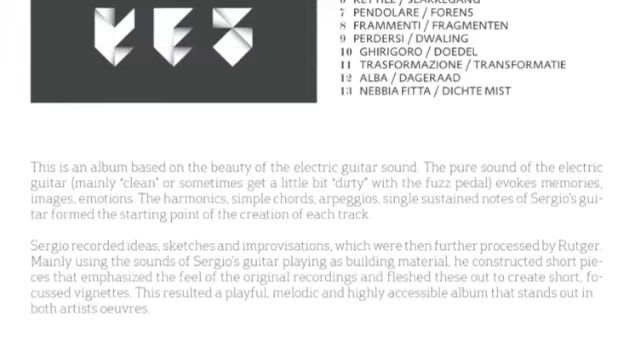 YES
7 PENDOLARE / FORENS
8 FRAMMENTI / FRAGMENTEN
9 PERDERSI / DWALING
10 GHIRIGORO / DOEDEL
11 TRASFORMAZIONE / TRANSFORMATIE
12 ALBA / DAGERAAD
13 NEBBIA FITTA / DICHTE MIST
This is an album based on the beauty of the electric guitar sound. The pure sound of the electric
guitar (mainly “clean” or sometimes get a little bit “dirty” with the fuzz pedal) evokes memories,
images, emotions. The harmonics, simple chords, arpeggios, single sustained notes of Sergio's gui-
tar formed the starting point of the creation of each track.
Sergio recorded ideas, sketches and improvisations, which were then further processed by Rutger.
Mainly using the sounds of Sergio's guitar playing as building material, he constructed short pie-
ces that emphasized the feel of the original recordings and fleshed these out to create short, fo-
cussed vignettes. This resulted a playful, melodic and highly accessible album that stands out in
both artists oeuvres.